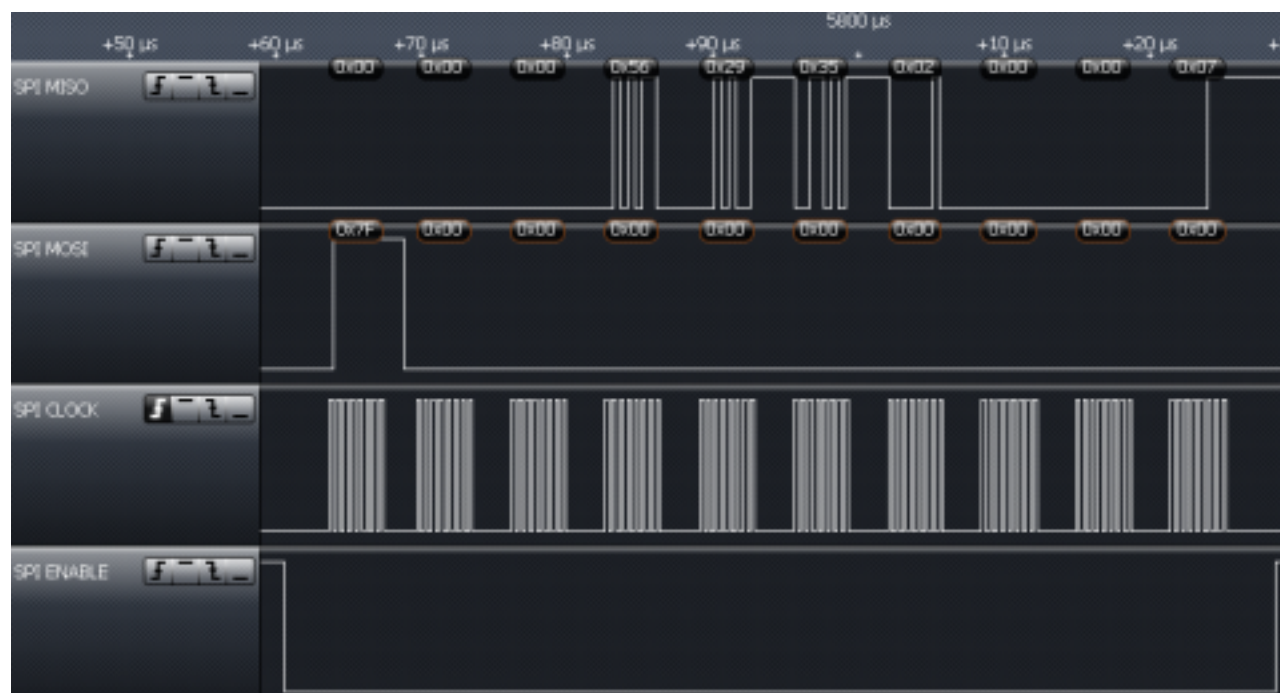 5800 µs
+50 µs +60 µs +70 µs +80 µs +90 µs +10 µs +20 µs +
SPI MISO 0x00 0x00 0x00 0x56 0x29 0x35 0x02 0x00 0x00 0x07
SPI MOSI 0x7F 0x00 0x00 0x00 0x00 0x00 0x00 0x00 0x00 0x00
SPI CLOCK
SPI ENABLE